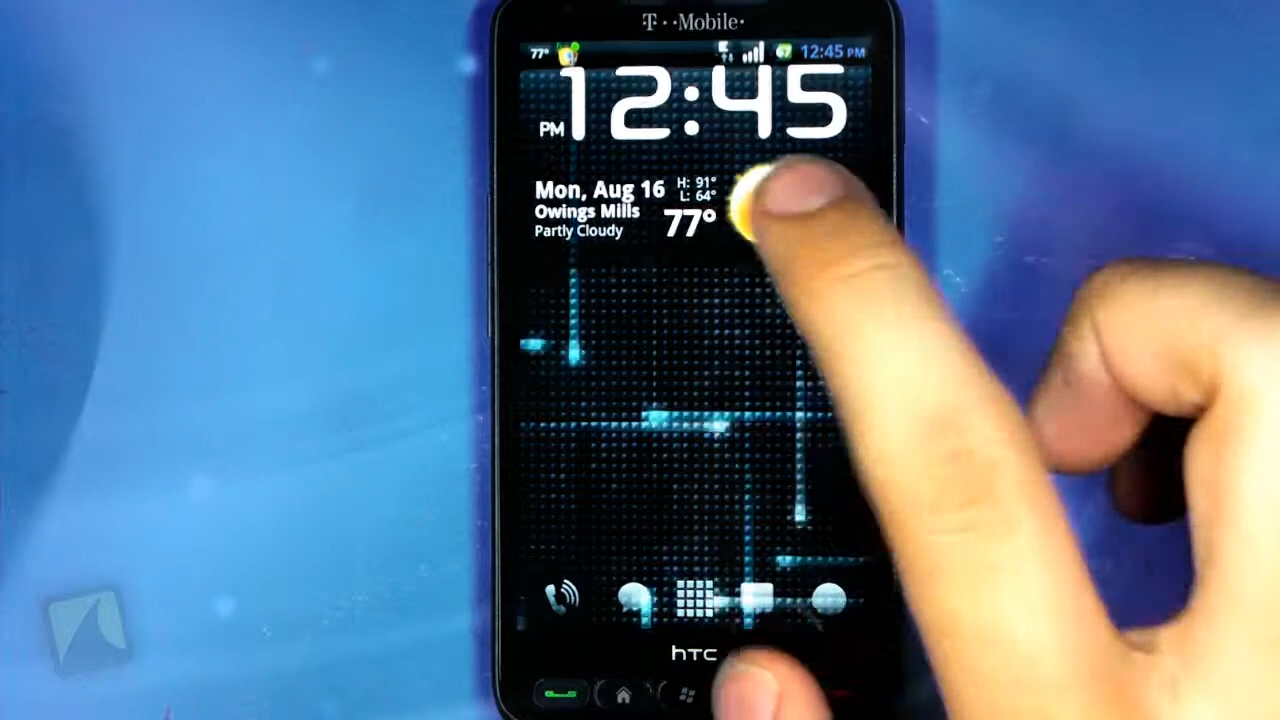 T··Mobile·
77° 67 12:45 PM
PM 12:45
Mon, Aug 16 H: 91°
L: 64°
Owings Mills 77°
Partly Cloudy
hTC